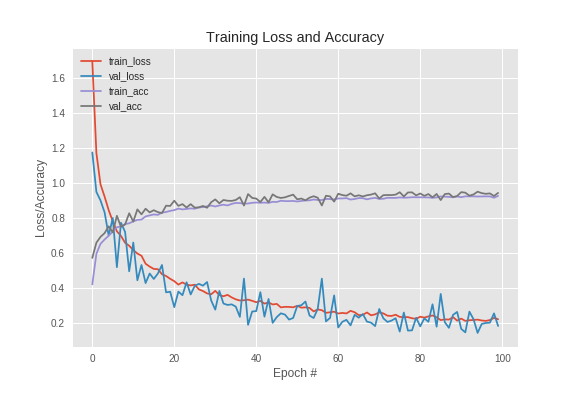 Training Loss and Accuracy
train_loss
val_loss
train_acc
val_acc
1.6
1.4
1.2
1.0
0.8
0.6
0.4
0.2
Loss/Accuracy
0 20 40 60 80 100
Epoch #